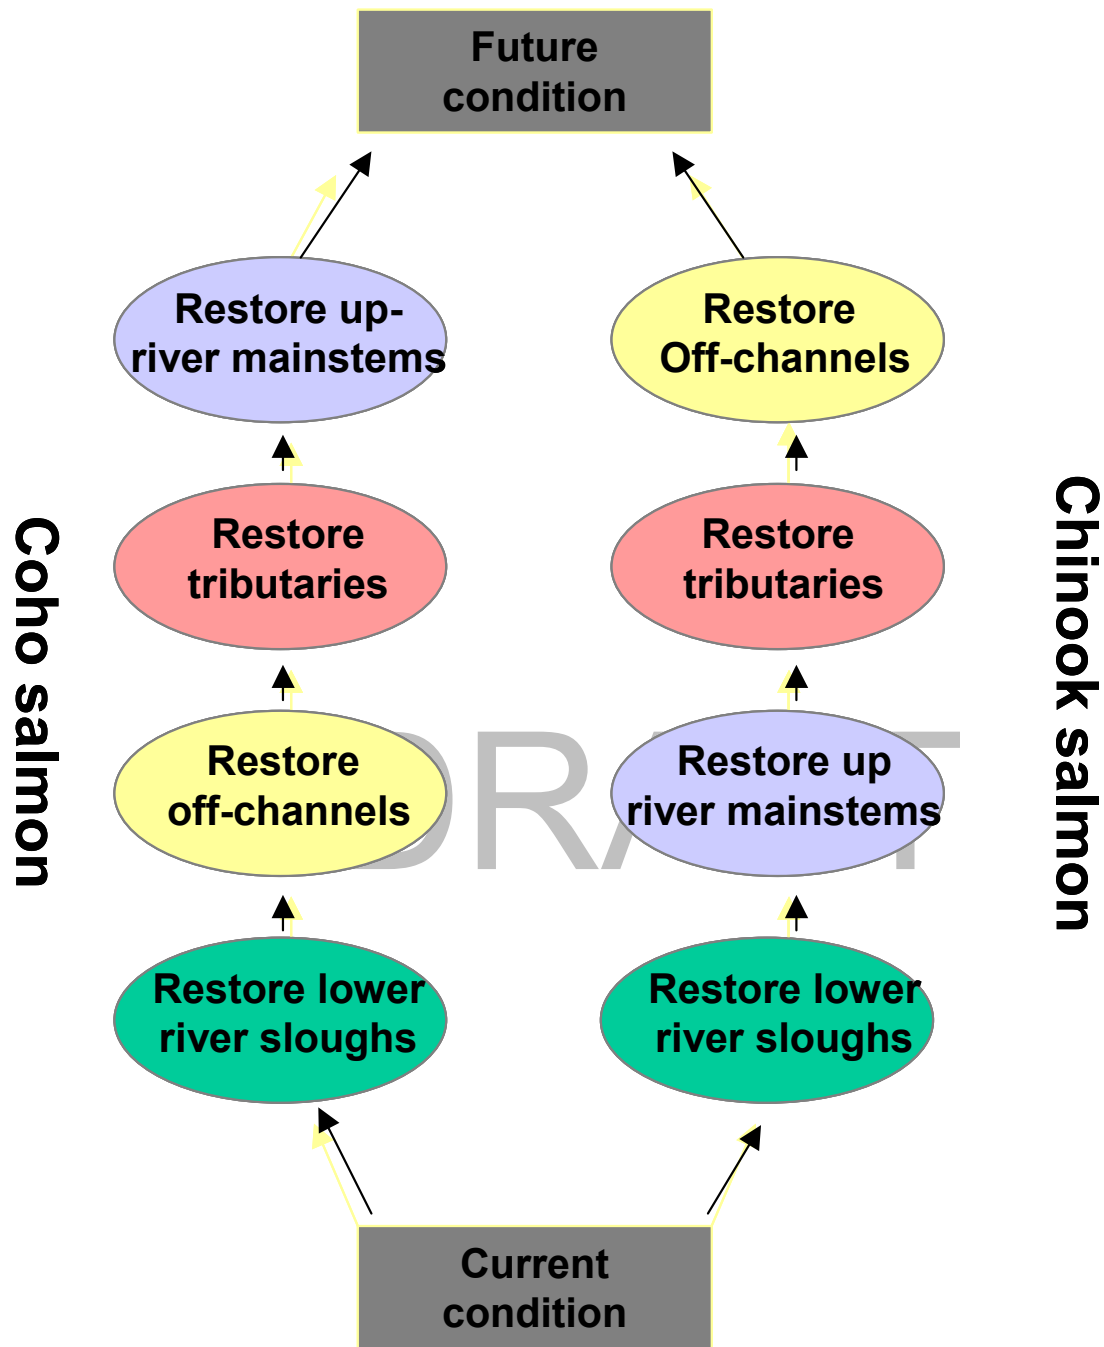 Future
condition
Restore up-
river mainstems
Restore
Off-channels
Restore
tributaries
Restore
tributaries
Coho salmon
Chinook salmon
DRAFT
Restore
off-channels
Restore up
river mainstems
Restore lower
river sloughs
Restore lower
river sloughs
Current
condition